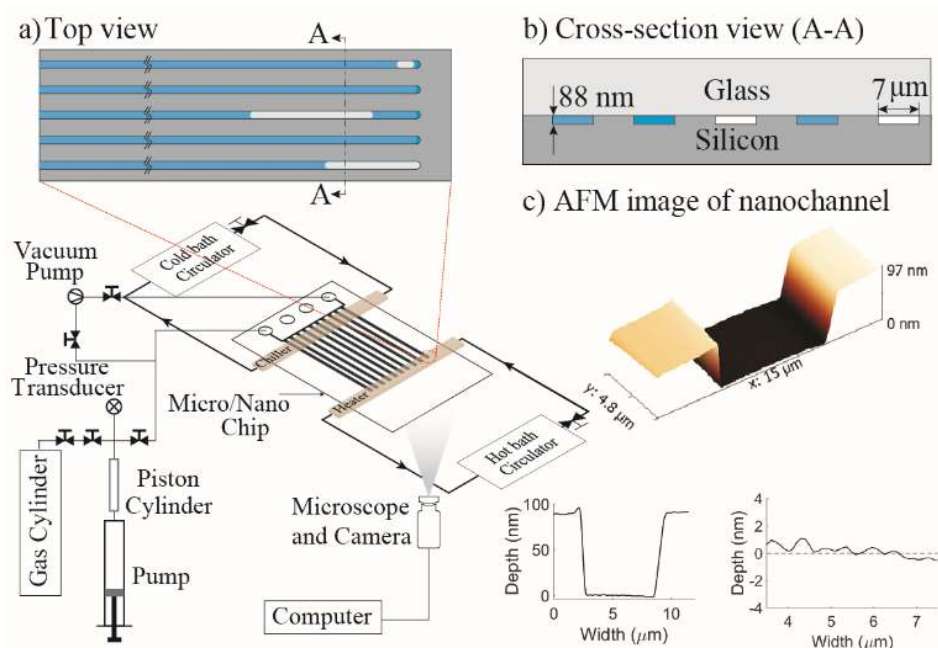 a) Top view
A
A
b) Cross-section view (A-A)
88 nm
Glass
7 μm
Silicon
c) AFM image of nanochannel
97 nm
0 nm
x: 15 μm
y: 4.8 μm
Vacuum
Pump
Cold bath
Circulator
Chiller
Heater
Pressure
Transducer
Micro/Nano
Chip
Hot bath
Circulator
Gas Cylinder
Piston
Cylinder
Pump
Microscope
and Camera
Computer
Depth (nm)
100
50
0
0
5
10
Width (μm)
Depth (nm)
4
2
0
-2
-4
4
5
6
7
Width (μm)